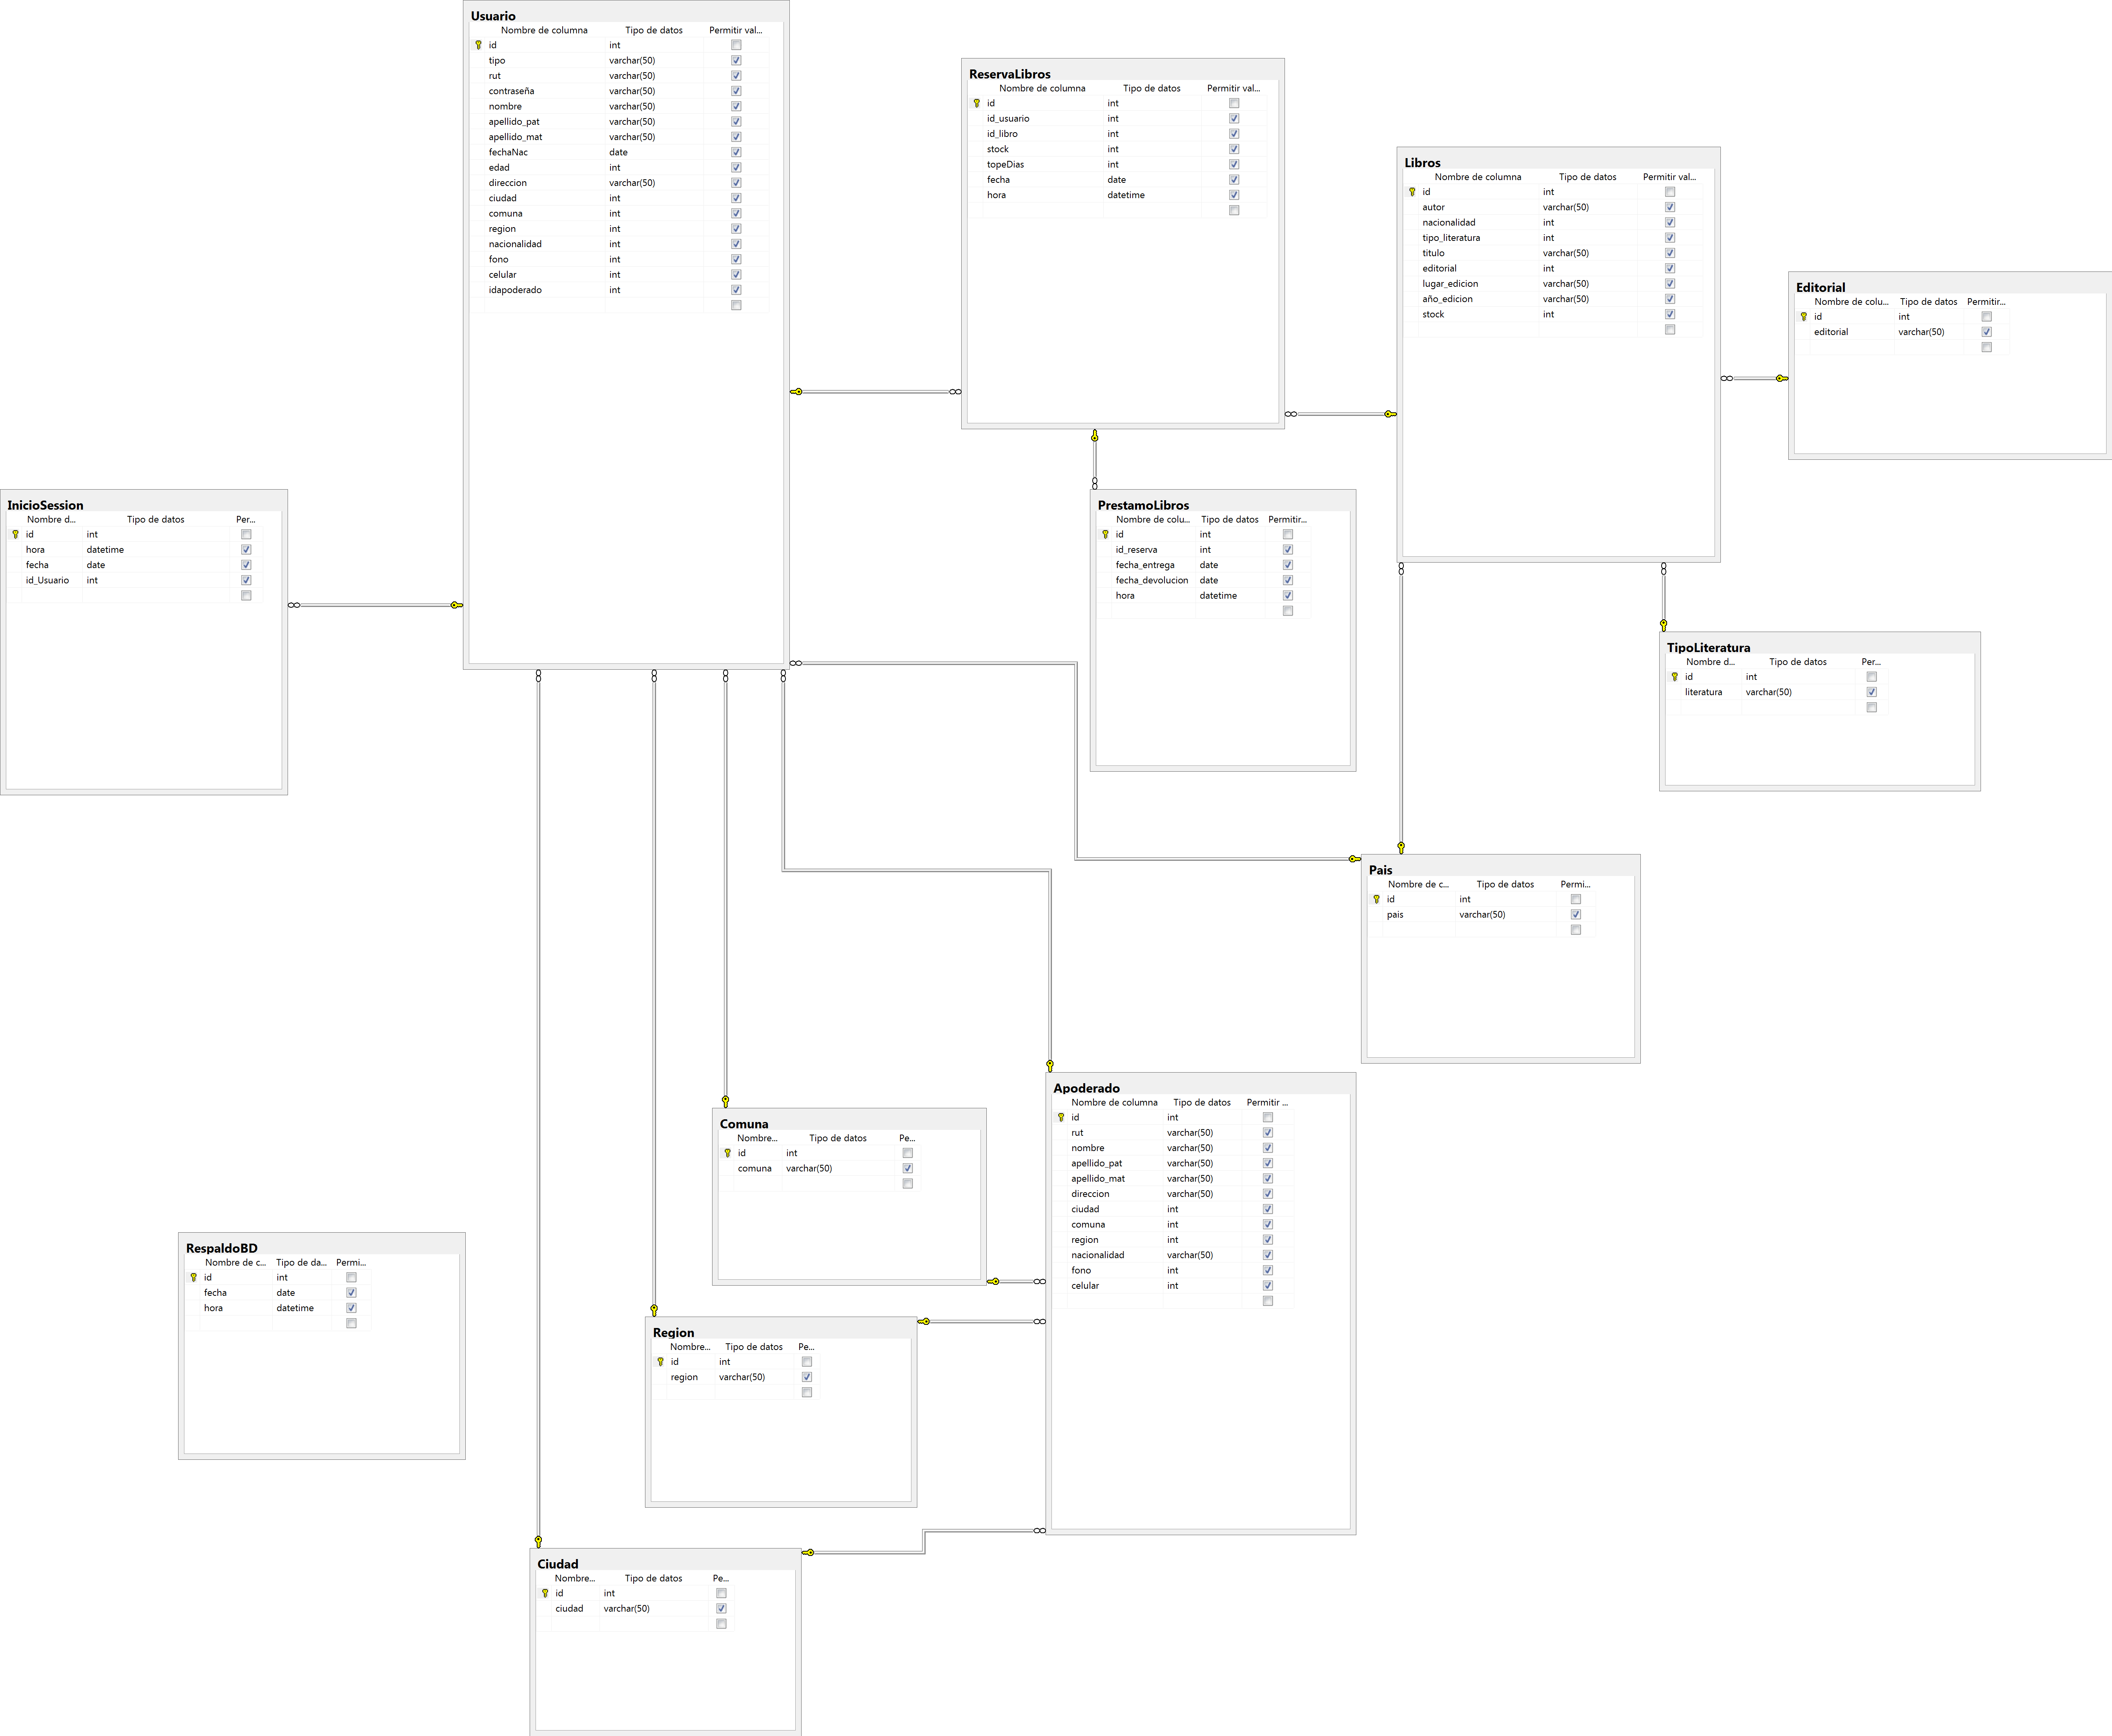 Usuario
Nombre de columna Tipo de datos Permitir val...
id int
tipo varchar(50)
rut varchar(50)
contraseña varchar(50)
nombre varchar(50)
apellido_pat varchar(50)
apellido_mat varchar(50)
fechaNac date
edad int
direccion varchar(50)
ciudad int
comuna int
region int
nacionalidad int
fono int
celular int
idapoderado int
ReservaLibros
Nombre de columna Tipo de datos Permitir val...
id int
id_usuario int
id_libro int
stock int
topeDias int
fecha date
hora datetime
Libros
Nombre de columna Tipo de datos Permitir val...
id int
autor varchar(50)
nacionalidad int
tipo_literatura int
titulo varchar(50)
editorial int
lugar_edicion varchar(50)
año_edicion varchar(50)
stock int
Editorial
Nombre de colu... Tipo de datos Permitir...
id int
editorial varchar(50)
InicioSession
Nombre d... Tipo de datos Per...
id int
hora datetime
fecha date
id_Usuario int
PrestamoLibros
Nombre de colu... Tipo de datos Permitir...
id int
id_reserva int
fecha_entrega date
fecha_devolucion date
hora datetime
TipoLiteratura
Nombre d... Tipo de datos Per...
id int
literatura varchar(50)
Pais
Nombre de c... Tipo de datos Permi...
id int
pais varchar(50)
Apoderado
Nombre de columna Tipo de datos Permitir ...
id int
rut varchar(50)
nombre varchar(50)
apellido_pat varchar(50)
apellido_mat varchar(50)
direccion varchar(50)
ciudad int
comuna int
region int
nacionalidad varchar(50)
fono int
celular int
Comuna
Nombre... Tipo de datos Pe...
id int
comuna varchar(50)
RespaldoBD
Nombre de c... Tipo de da... Permi...
id int
fecha date
hora datetime
Region
Nombre... Tipo de datos Pe...
id int
region varchar(50)
Ciudad
Nombre... Tipo de datos Pe...
id int
ciudad varchar(50)